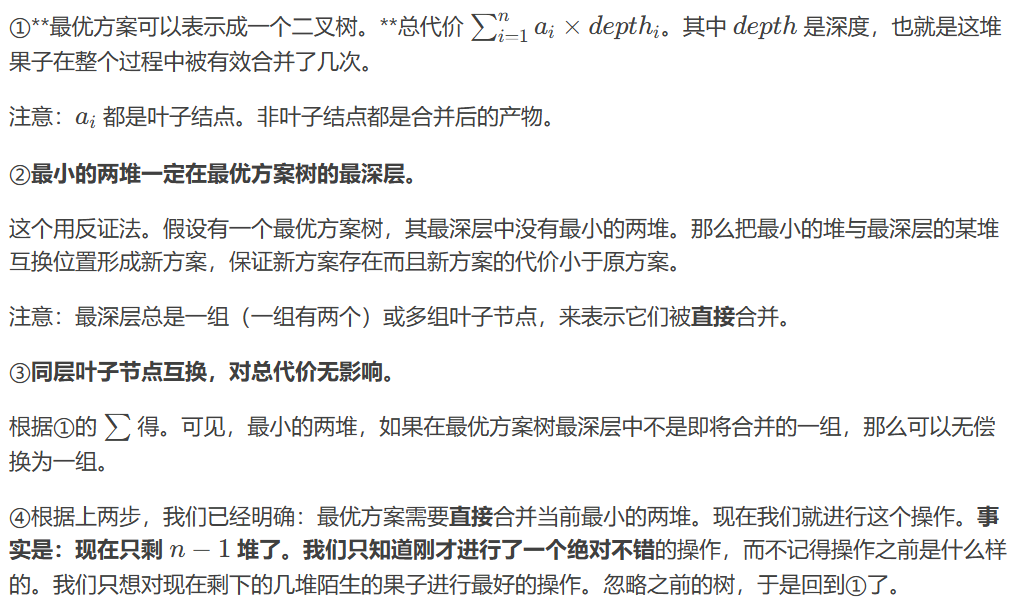 ①**最优方案可以表示成一个二叉树。**总代价 $\sum_{i=1}^{n} a_i \times depth_i$。其中 $depth$ 是深度，也就是这堆
果子在整个过程中被有效合并了几次。
注意：$a_i$ 都是叶子结点。非叶子结点都是合并后的产物。
②最小的两堆一定在最优方案树的最深层。
这个用反证法。假设有一个最优方案树，其最深层中没有最小的两堆。那么把最小的堆与最深层的某堆
互换位置形成新方案，保证新方案存在而且新方案的代价小于原方案。
注意：最深层总是一组（一组有两个）或多组叶子节点，来表示它们被直接合并。
③同层叶子节点互换，对总代价无影响。
根据①的 $\sum$ 得。可见，最小的两堆，如果在最优方案树最深层中不是即将合并的一组，那么可以无偿
换为一组。
④根据上两步，我们已经明确：最优方案需要直接合并当前最小的两堆。现在我们就进行这个操作。事
实是：现在只剩 $n-1$ 堆了。我们只知道刚才进行了一个绝对不错的操作，而不记得操作之前是什么样
的。我们只想对现在剩下的几堆陌生的果子进行最好的操作。忽略之前的树，于是回到①了。